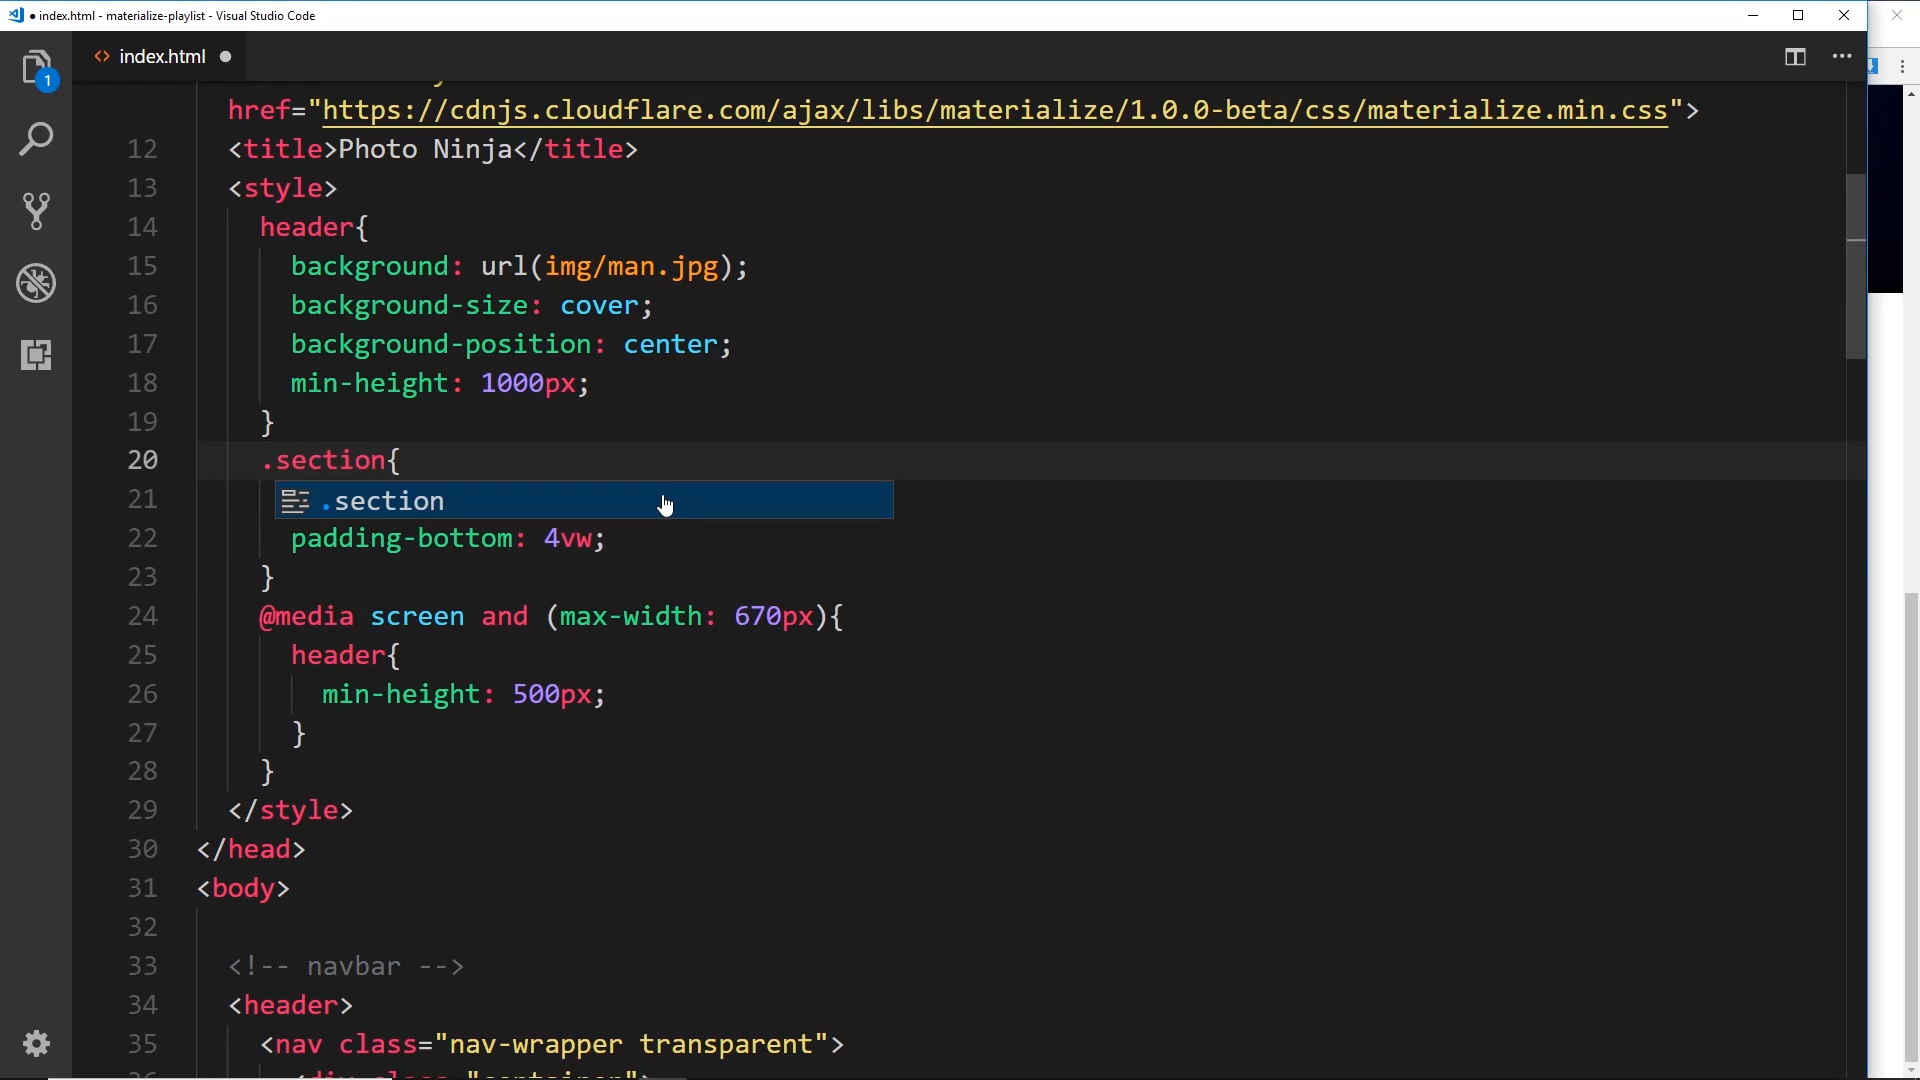 index.html - materialize-playlist - Visual Studio Code
1
<> index.html
href="https://cdnjs.cloudflare.com/ajax/libs/materialize/1.0.0-beta/css/materialize.min.css">
12 <title>Photo Ninja</title>
13 <style>
14 header{
15 background: url(img/man.jpg);
16 background-size: cover;
17 background-position: center;
18 min-height: 1000px;
19 }
20 .section{
21 .section
22 padding-bottom: 4vw;
23 }
24 @media screen and (max-width: 670px){
25 header{
26 min-height: 500px;
27 }
28 }
29 </style>
30 </head>
31 <body>
32
33 <!-- navbar -->
34 <header>
35 <nav class="nav-wrapper transparent">